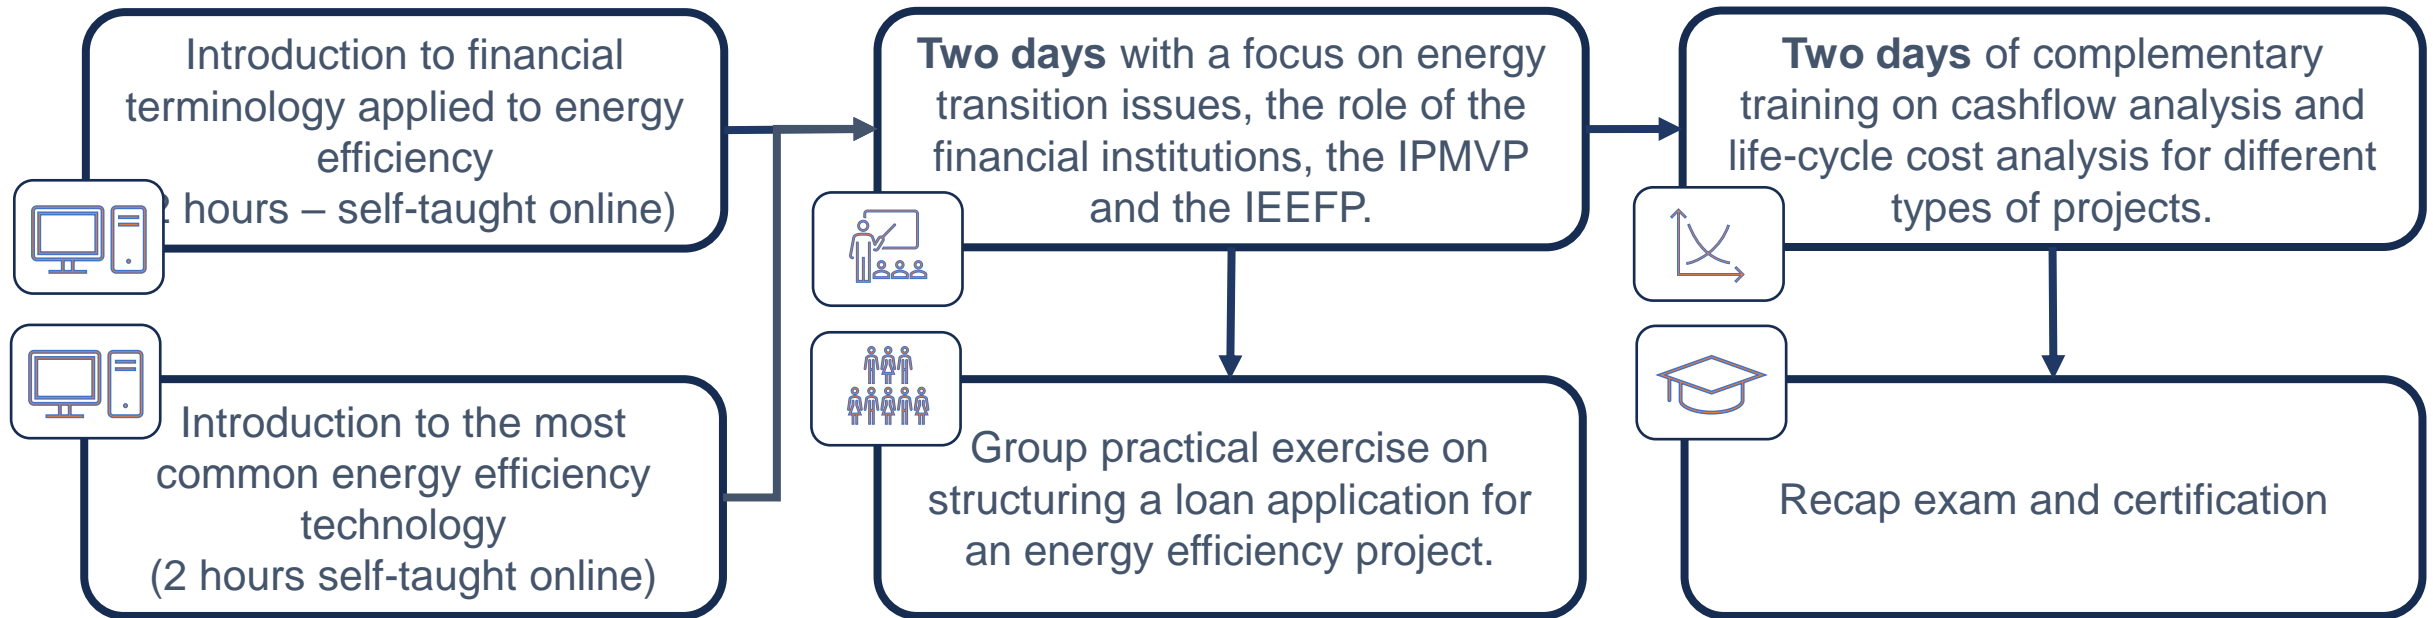 Introduction to financial
terminology applied to energy
efficiency
2 hours – self-taught online)
Introduction to the most
common energy efficiency
technology
(2 hours self-taught online)
Two days with a focus on energy
transition issues, the role of the
financial institutions, the IPMVP
and the IEEFP.
Group practical exercise on
structuring a loan application for
an energy efficiency project.
Two days of complementary
training on cashflow analysis and
life-cycle cost analysis for different
types of projects.
Recap exam and certification